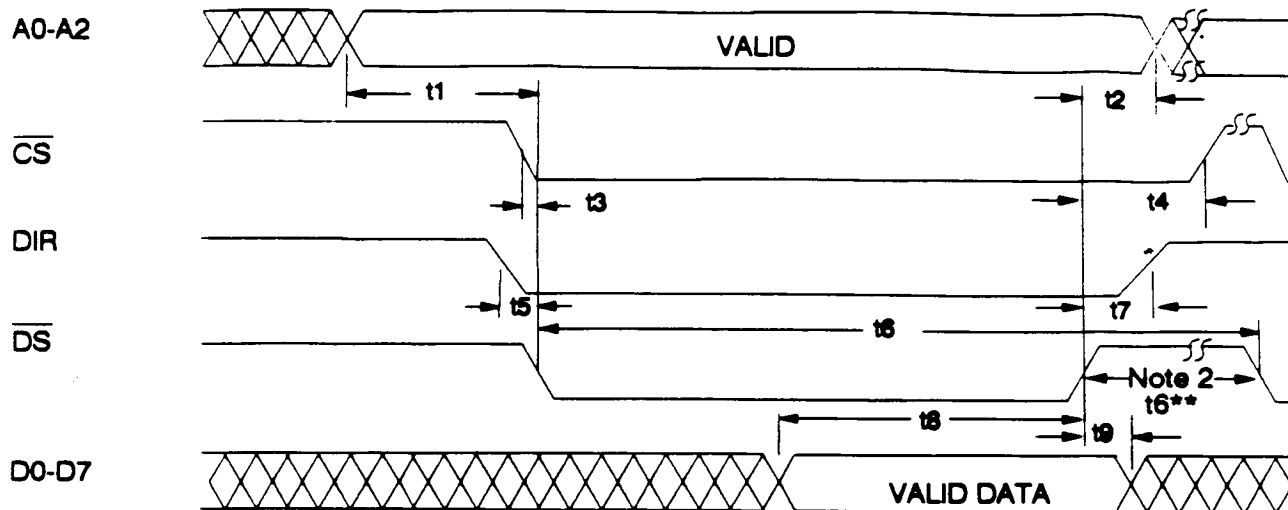 A0-A2
VALID
t1
t2
CS
t3
t4
DIR
t5
t7
DS
t6
Note 2
t6**
t8
t9
D0-D7
VALID DATA